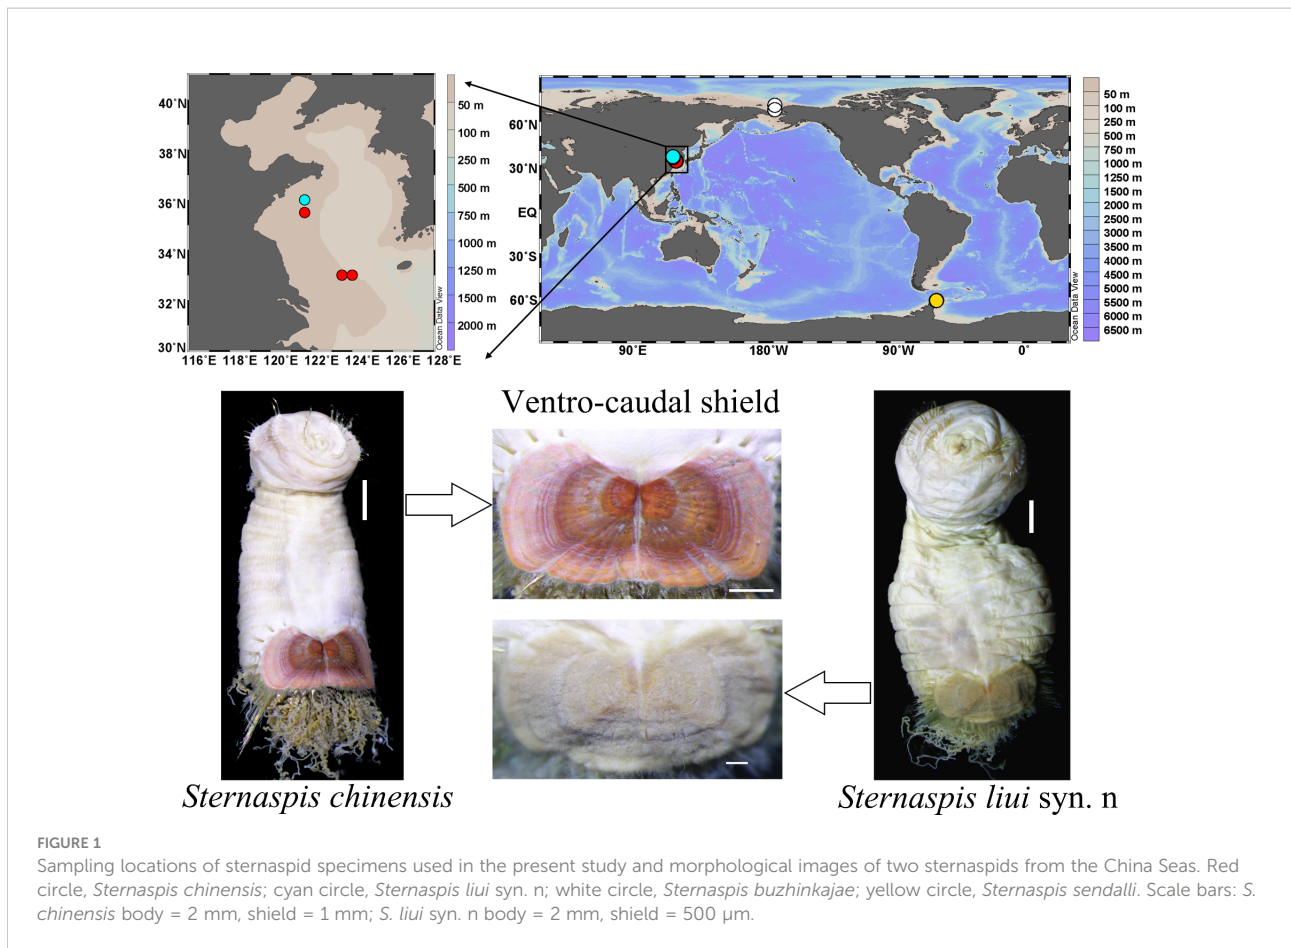 40°N
38°N
36°N
34°N
32°N
30°N
116°E 118°E 120°E 122°E 124°E 126°E 128°E
50 m
100 m
250 m
500 m
750 m
1000 m
1250 m
1500 m
2000 m
Ocean Data View
60°N
30°N
EQ
30°S
60°S
90°E 180°W 90°W 0°
Ocean Data View
50 m
100 m
250 m
500 m
750 m
1000 m
1250 m
1500 m
2000 m
2500 m
3000 m
3500 m
4000 m
4500 m
5000 m
5500 m
6000 m
6500 m
Ventro-caudal shield
Sternaspis chinensis
Sternaspis liui syn. n
FIGURE 1
Sampling locations of sternaspid specimens used in the present study and morphological images of two sternaspids from the China Seas. Red
circle, Sternaspis chinensis; cyan circle, Sternaspis liui syn. n; white circle, Sternaspis buzhinkajae; yellow circle, Sternaspis sendalli. Scale bars: S.
chinensis body = 2 mm, shield = 1 mm; S. liui syn. n body = 2 mm, shield = 500 μm.